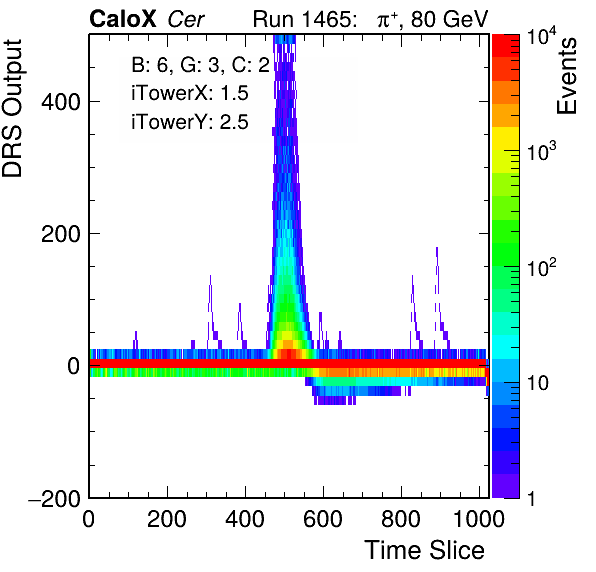 CaloX Cer Run 1465: π⁺, 80 GeV
B: 6, G: 3, C: 2
iTowerX: 1.5
iTowerY: 2.5
DRS Output
400
200
0
−200
0 200 400 600 800 1000
Time Slice
10⁴
10³
10²
10
1
Events